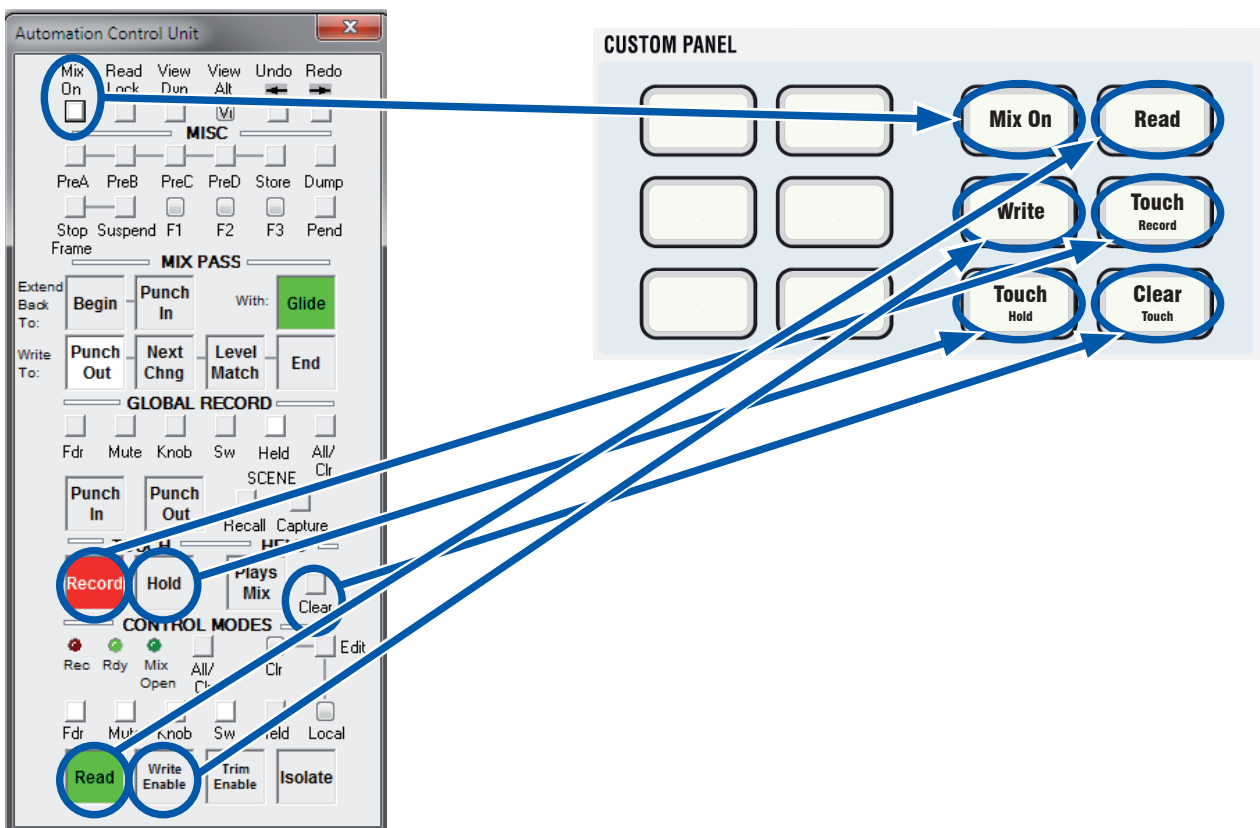 Automation Control Unit
CUSTOM PANEL
Mix On
Read Lock
View Dyn
View Alt
Undo
Redo
MISC
PreA PreB PreC PreD Store Dump
Stop Frame
Suspend F1 F2 F3 Pend
MIX PASS
Extend Back To:
Begin
Punch In
With:
Glide
Write To:
Punch Out
Next Chng
Level Match
End
GLOBAL RECORD
Fdr Mute Knob Sw Held All/Clr
Punch In
Punch Out
SCENE
Recall Capture
TOUCH
Record
Hold
Plays Mix
Clear
CONTROL MODES
Rec Rdy Mix Open
All/
Clr
Edit
Fdr Mute Knob Sw Held Local
Read
Write Enable
Trim Enable
Isolate
Mix On
Read
Write
Touch
Record
Touch
Hold
Clear
Touch